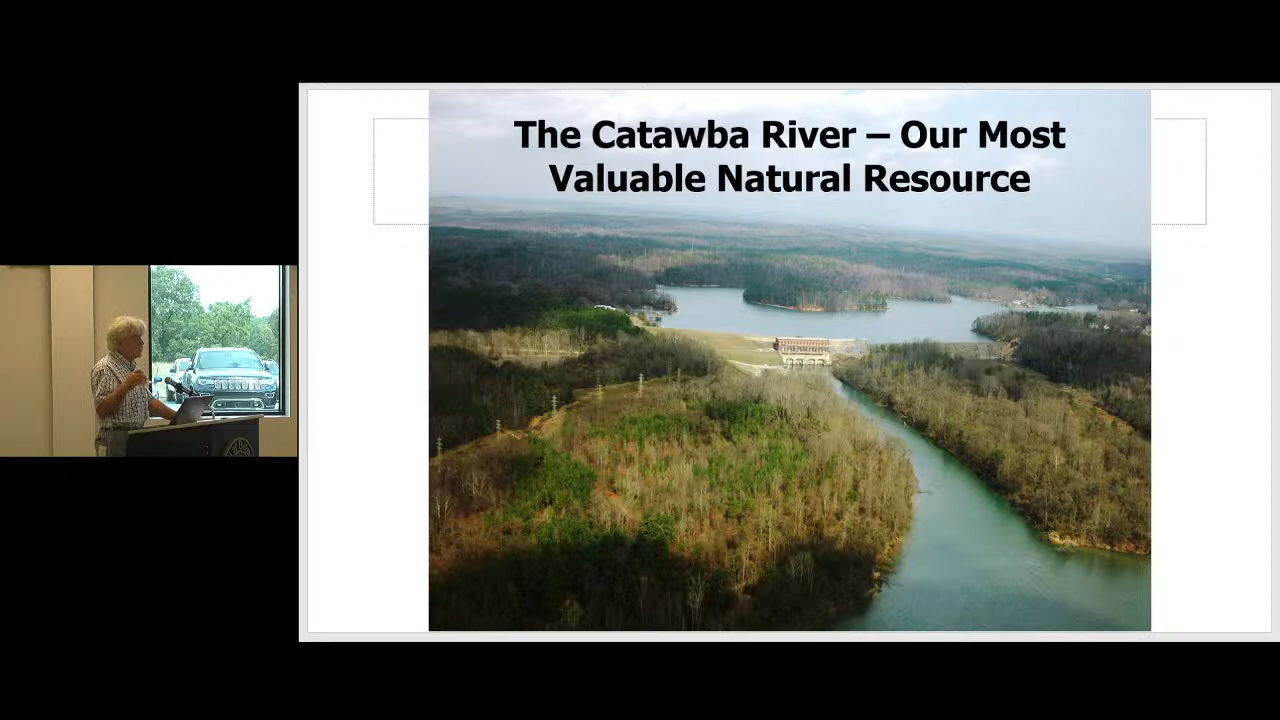 The Catawba River – Our Most
Valuable Natural Resource